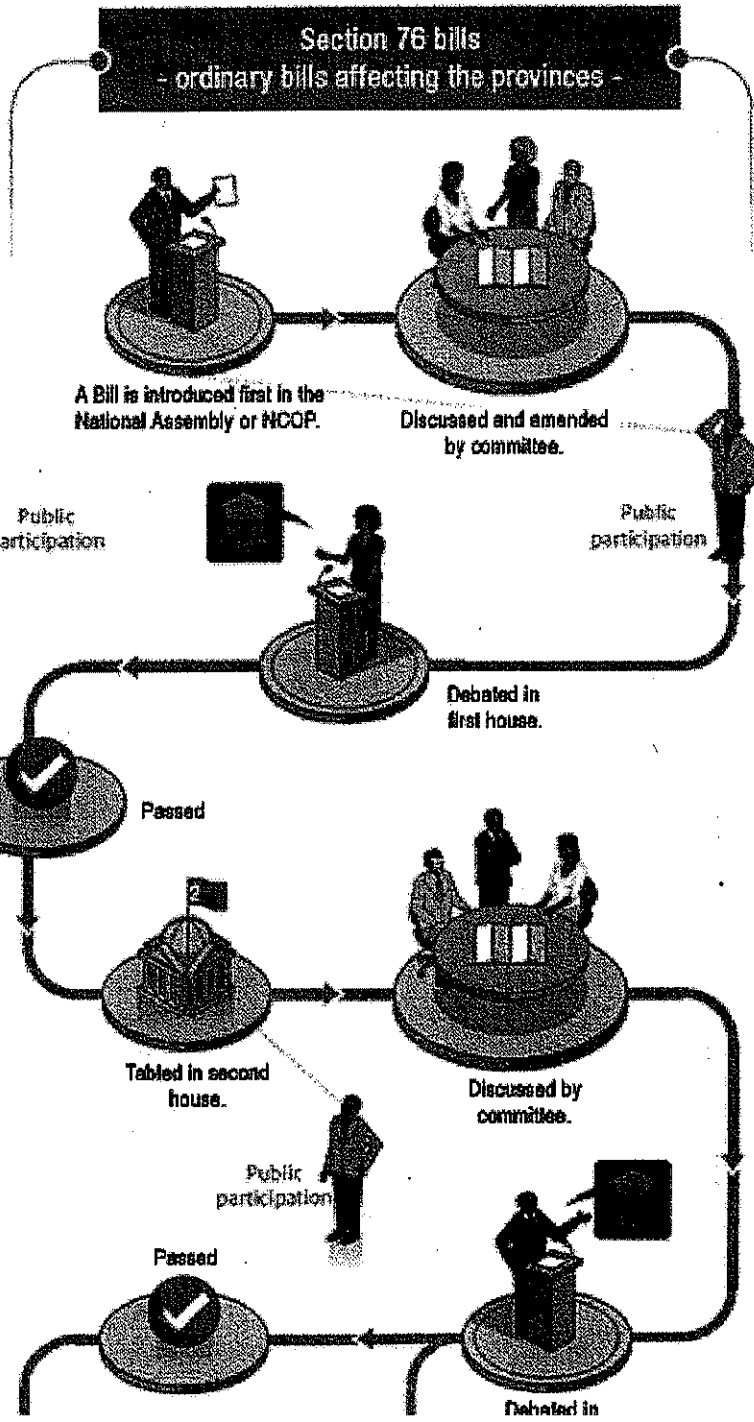 Section 76 bills
- ordinary bills affecting the provinces -
A Bill is introduced first in the
National Assembly or NCOP.
Discussed and amended
by committee.
Public
articipation
Public
participation
Debated in
first house.
Passed
2
Tabled in second
house.
Discussed by
committee.
Public
participation
Passed
Debated in